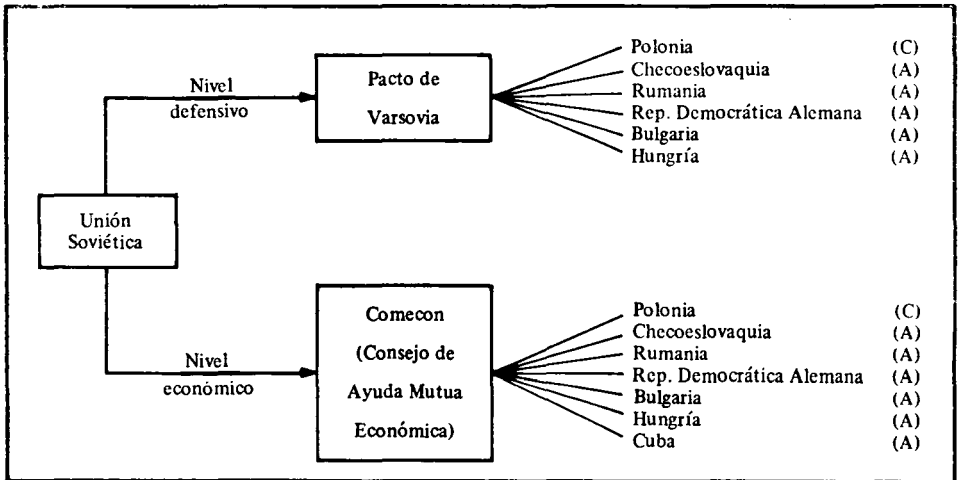 Nivel
defensivo
Pacto de
Varsovia
Polonia (C)
Checoeslovaquia (A)
Rumania (A)
Rep. Democrática Alemana (A)
Bulgaria (A)
Hungría (A)
Unión
Soviética
Nivel
económico
Comecon
(Consejo de
Ayuda Mutua
Económica)
Polonia (C)
Checoeslovaquia (A)
Rumania (A)
Rep. Democrática Alemana (A)
Bulgaria (A)
Hungría (A)
Cuba (A)